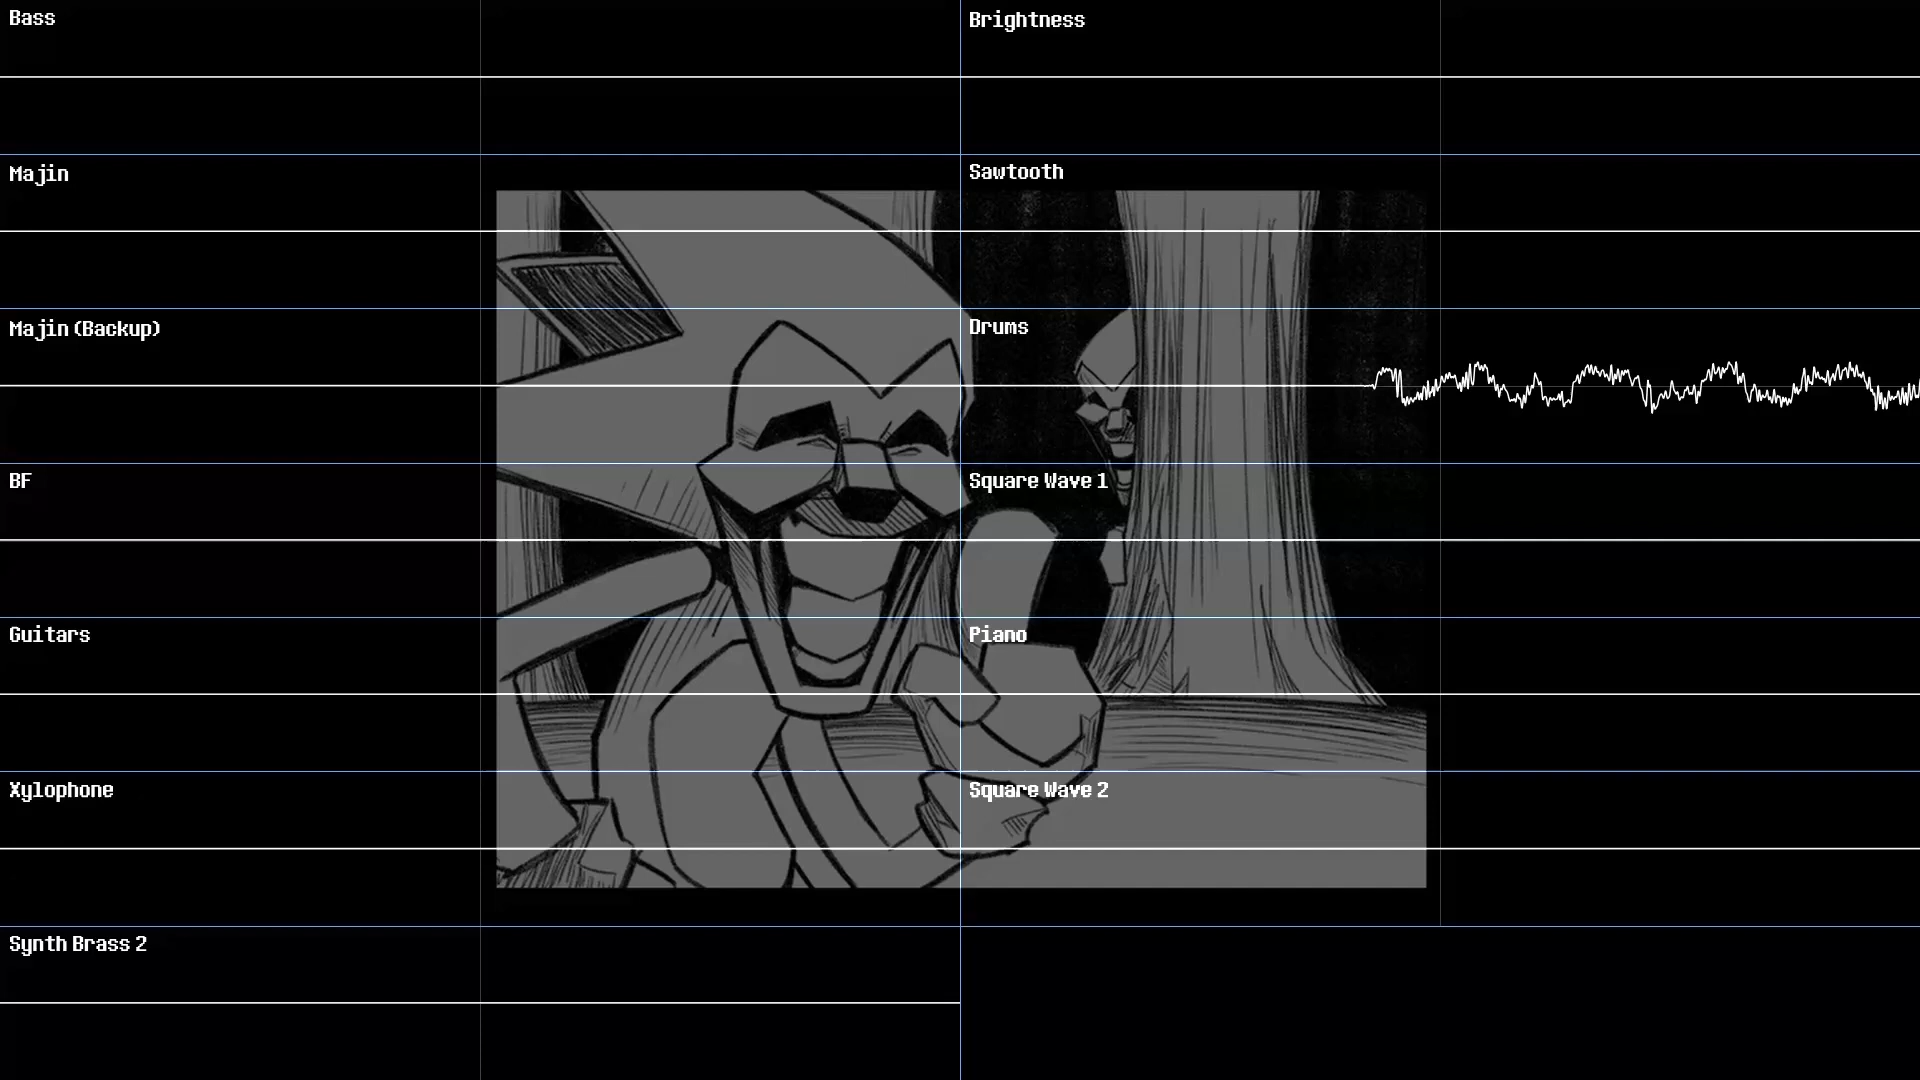 Bass
Brightness
Majin
Sawtooth
Majin (Backup)
Drums
BF
Square Wave 1
Guitars
Piano
Xylophone
Square Wave 2
Synth Brass 2